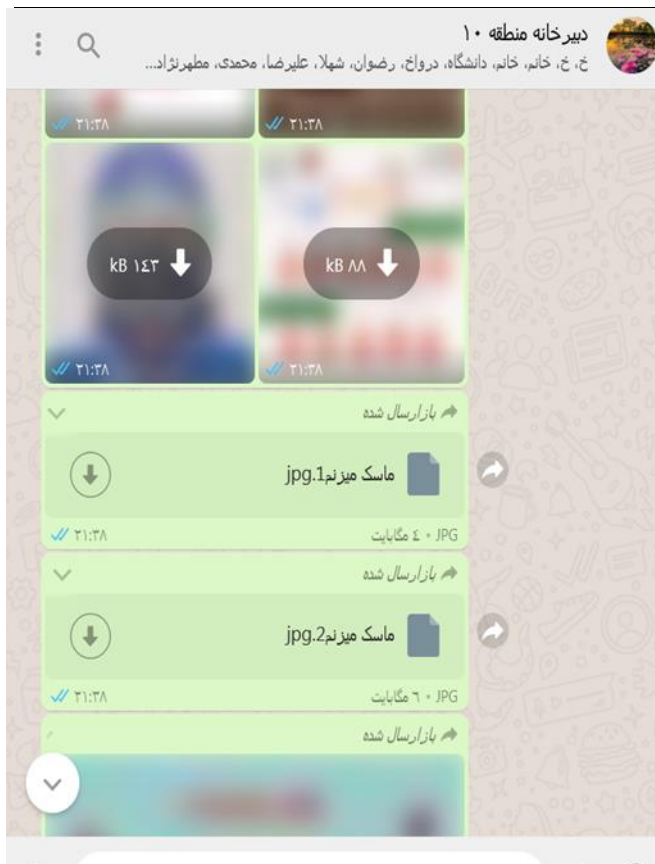 دبیرخانه منطقه ۱۰
خ، خ، خانم، خانم، دانشگاه، درواخ، رضوان، شهلا، علیرضا، محمدی، مطهرنژاد...
۲۱:۳۸
۲۱:۳۸
۸۸ kB
۱٤۳ kB
۲۱:۳۸
۲۱:۳۸
بازارسال شده
ماسک میزنم1.jpg
JPG • ٤ مگابایت
۲۱:۳۸
بازارسال شده
ماسک میزنم2.jpg
JPG • ٦ مگابایت
۲۱:۳۸
بازارسال شده